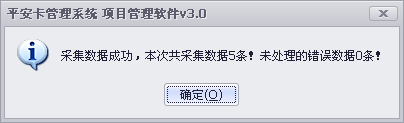 平安卡管理系统 项目管理软件v3.0
采集数据成功，本次共采集数据5条！未处理的错误数据0条！
确定(O)